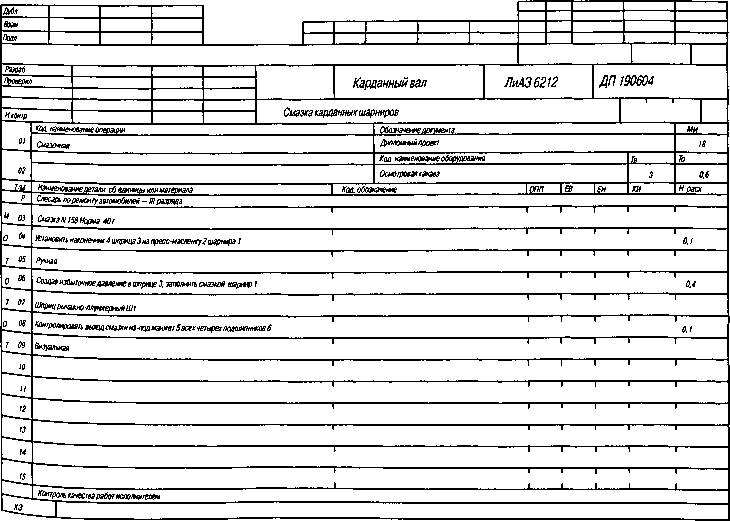 Дубл
Взам
Подл
Разраб
Проверил
Карданный вал
ЛиАЗ 6212
ДП 190604
Н контр
Смазка карданных шарниров
Код, наименование операции
Обозначение документа
МИ
01
Смазочная
Дипломный проект
18
Код, наименование оборудования
Тв
То
02
Осмотровая канава
3
0,6
Л/М
Наименование детали, сб единицы или материала
Код, обозначение
ОПП
ЕВ
ЕН
КИ
Н расх
Р
Слесарь по ремонту автомобилей — III разряда
М 03
Смазка N 158 Норма 40 г
О 04
Установить наконечник 4 шприца 3 на пресс-масленку 2 шарнира 1
0,1
Т 05
Ручная
О 06
Создав избыточное давление в шприце 3, заполнить смазкой шарнир 1
0,4
Т 07
Шприц рычажно-плунжерный Ш1
О 08
Контролировать выход смазки из-под манжет 5 всех четырех подшипников 6
0,1
Т 09
Визуальная
10
11
12
13
14
15
Контроль качества работ исполнителем
КЭ